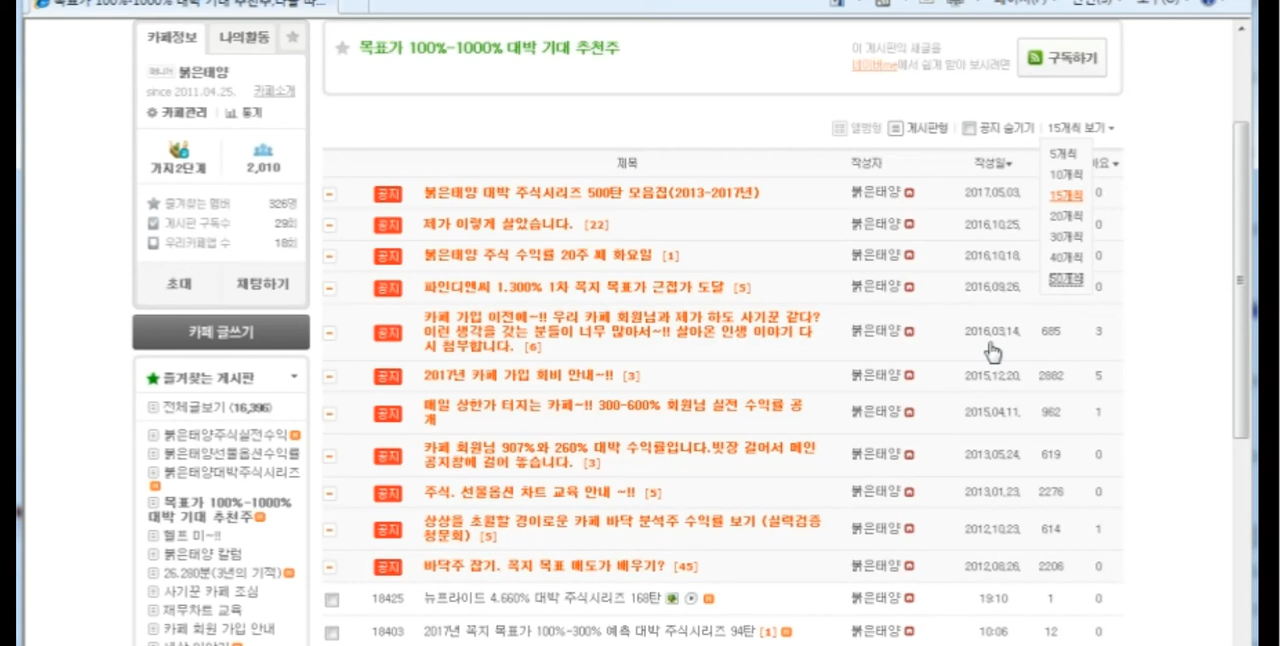 목표가 100%-1000% 대박 기대 추천주
카페정보
나의활동
매니저 붉은태양
since 2011.04.25.
카페소개
카페관리
통계
가지2단계
2,010
즐겨찾는 멤버 326명
게시판 구독수 29회
우리카페앱 수 18회
초대
채팅하기
카페 글쓰기
즐겨찾는 게시판
전체글보기 (16,396)
붉은태양주식실전수익
붉은태양선물옵션수익률
붉은태양대박주식시리즈
목표가 100%-1000%
대박 기대 추천주
헬프 미~!!
붉은태양 칼럼
26.280분(3년의 기적)
사기꾼 카페 조심
재무차트 교육
카페 회원 가입 안내
목표가 100%-1000% 대박 기대 추천주
이 게시판의 새글을
네이버me에서 쉽게 받아 보시려면
구독하기
앨범형 게시판형 공지 숨기기 15개씩 보기
5개씩
10개씩
15개씩
20개씩
30개씩
40개씩
50개씩
제목 작성자 작성일
공지 붉은태양 대박 주식시리즈 500탄 모음집(2013-2017년) 붉은태양 2017.05.03. 0
공지 제가 이렇게 살았습니다. [22] 붉은태양 2016.10.25. 0
공지 붉은태양 주식 수익률 20주 째 화요일 [1] 붉은태양 2016.10.18. 0
공지 파인디앤씨 1.300% 1차 꼭지 목표가 근접가 도달 [5] 붉은태양 2016.09.26. 0
공지 카페 가입 이전에~!! 우리 카페 회원님과 제가 하도 사기꾼 같다?
이런 생각을 갖는 분들이 너무 많아서~!! 살아온 인생 이야기 다
시 첨부합니다. [6] 붉은태양 2016.03.14. 685 3
공지 2017년 카페 가입 회비 안내~!! [3] 붉은태양 2015.12.20. 2882 5
공지 매일 상한가 터지는 카페~!! 300-600% 회원님 실전 수익률 공
개 붉은태양 2015.04.11. 962 1
공지 카페 회원님 907%와 260% 대박 수익률입니다.빗장 걸어서 메인
공지창에 걸어 놓습니다. [3] 붉은태양 2013.05.24. 619 0
공지 주식. 선물옵션 차트 교육 안내 ~!! [5] 붉은태양 2013.01.23. 2276 0
공지 상상을 초월할 경이로운 카페 바닥 분석주 수익률 보기 (실력검증
청문회) [5] 붉은태양 2012.10.23. 614 1
공지 바닥주 잡기. 꼭지 목표 매도가 배우기? [45] 붉은태양 2012.08.26. 2206 0
18425 뉴프라이드 4.660% 대박 주식시리즈 168탄 붉은태양 19:10 1 0
18403 2017년 꼭지 목표가 100%-300% 예측 대박 주식시리즈 94탄 [1] 붉은태양 10:06 12 0